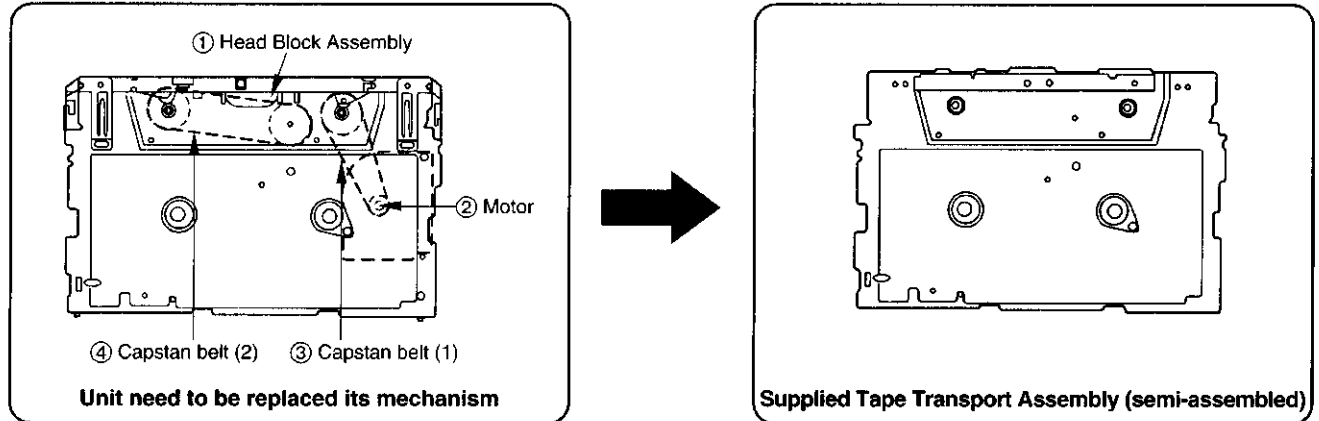 ① Head Block Assembly
② Motor
④ Capstan belt (2)
③ Capstan belt (1)
Unit need to be replaced its mechanism
Supplied Tape Transport Assembly (semi-assembled)